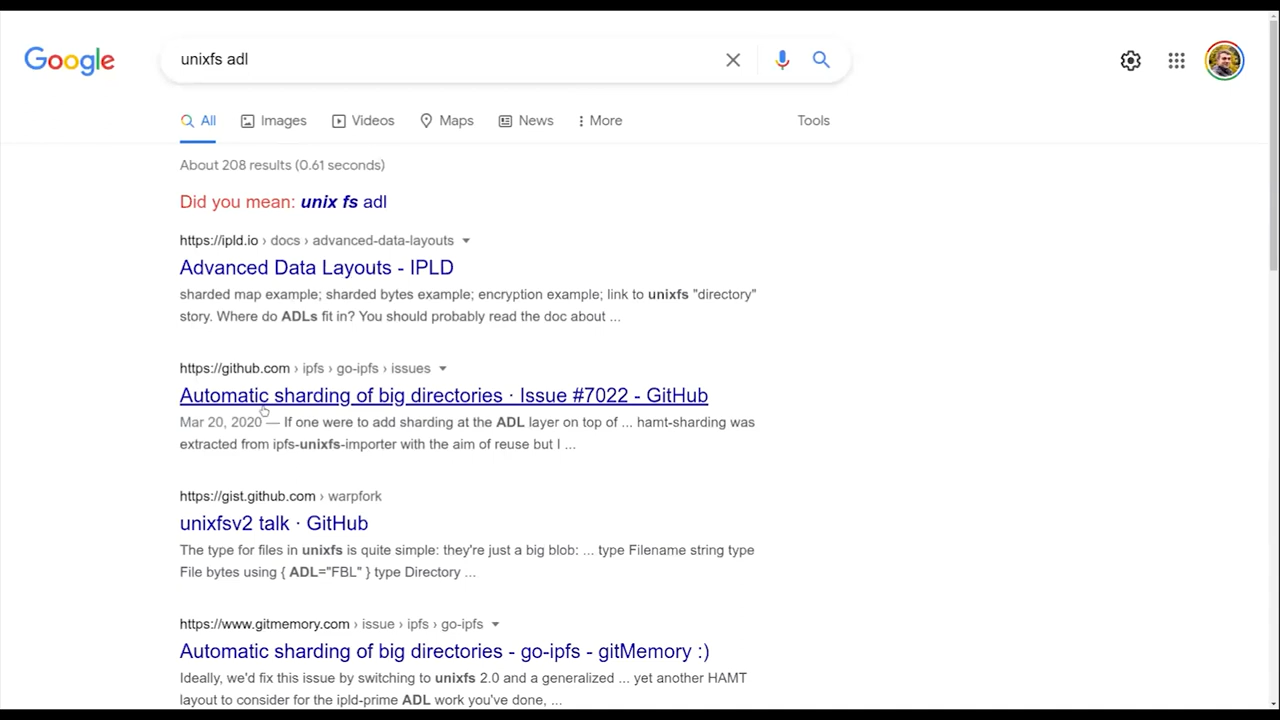 Google
unixfs adl
All Images Videos Maps News More Tools
About 208 results (0.61 seconds)
Did you mean: unix fs adl
https://ipld.io › docs › advanced-data-layouts
Advanced Data Layouts - IPLD
sharded map example; sharded bytes example; encryption example; link to unixfs "directory"
story. Where do ADLs fit in? You should probably read the doc about ...
https://github.com › ipfs › go-ipfs › issues
Automatic sharding of big directories · Issue #7022 - GitHub
Mar 20, 2020 — If one were to add sharding at the ADL layer on top of ... hamt-sharding was
extracted from ipfs-unixfs-importer with the aim of reuse but I ...
https://gist.github.com › warpfork
unixfsv2 talk · GitHub
The type for files in unixfs is quite simple: they're just a big blob: ... type Filename string type
File bytes using { ADL="FBL" } type Directory ...
https://www.gitmemory.com › issue › ipfs › go-ipfs
Automatic sharding of big directories - go-ipfs - gitMemory :)
Ideally, we'd fix this issue by switching to unixfs 2.0 and a generalized ... yet another HAMT
layout to consider for the ipld-prime ADL work you've done, ...